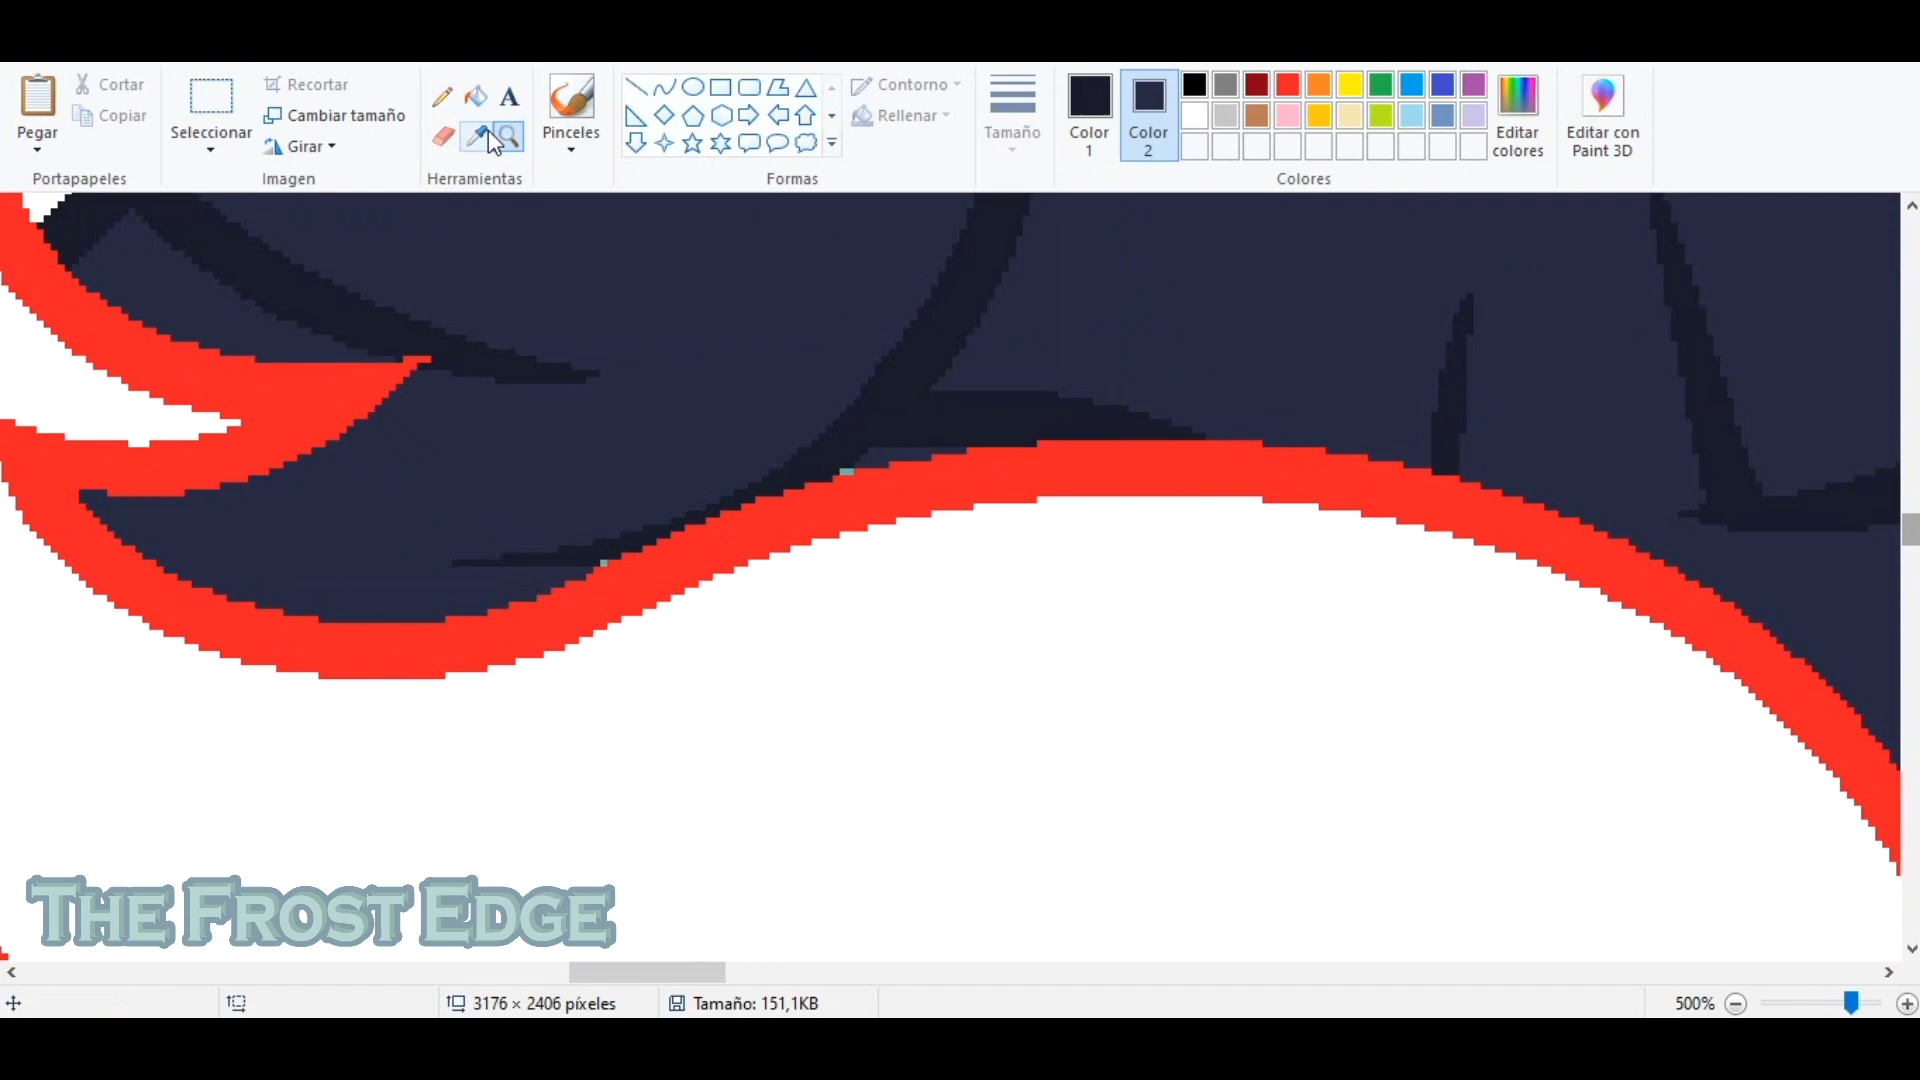 Pegar
Cortar
Copiar
Portapapeles
Seleccionar
Recortar
Cambiar tamaño
Girar
Imagen
A
Herramientas
Pinceles
Contorno
Rellenar
Formas
Tamaño
Color 1
Color 2
Editar colores
Colores
Editar con Paint 3D
THE FROST EDGE
3176 × 2406 píxeles
Tamaño: 151,1KB
500%